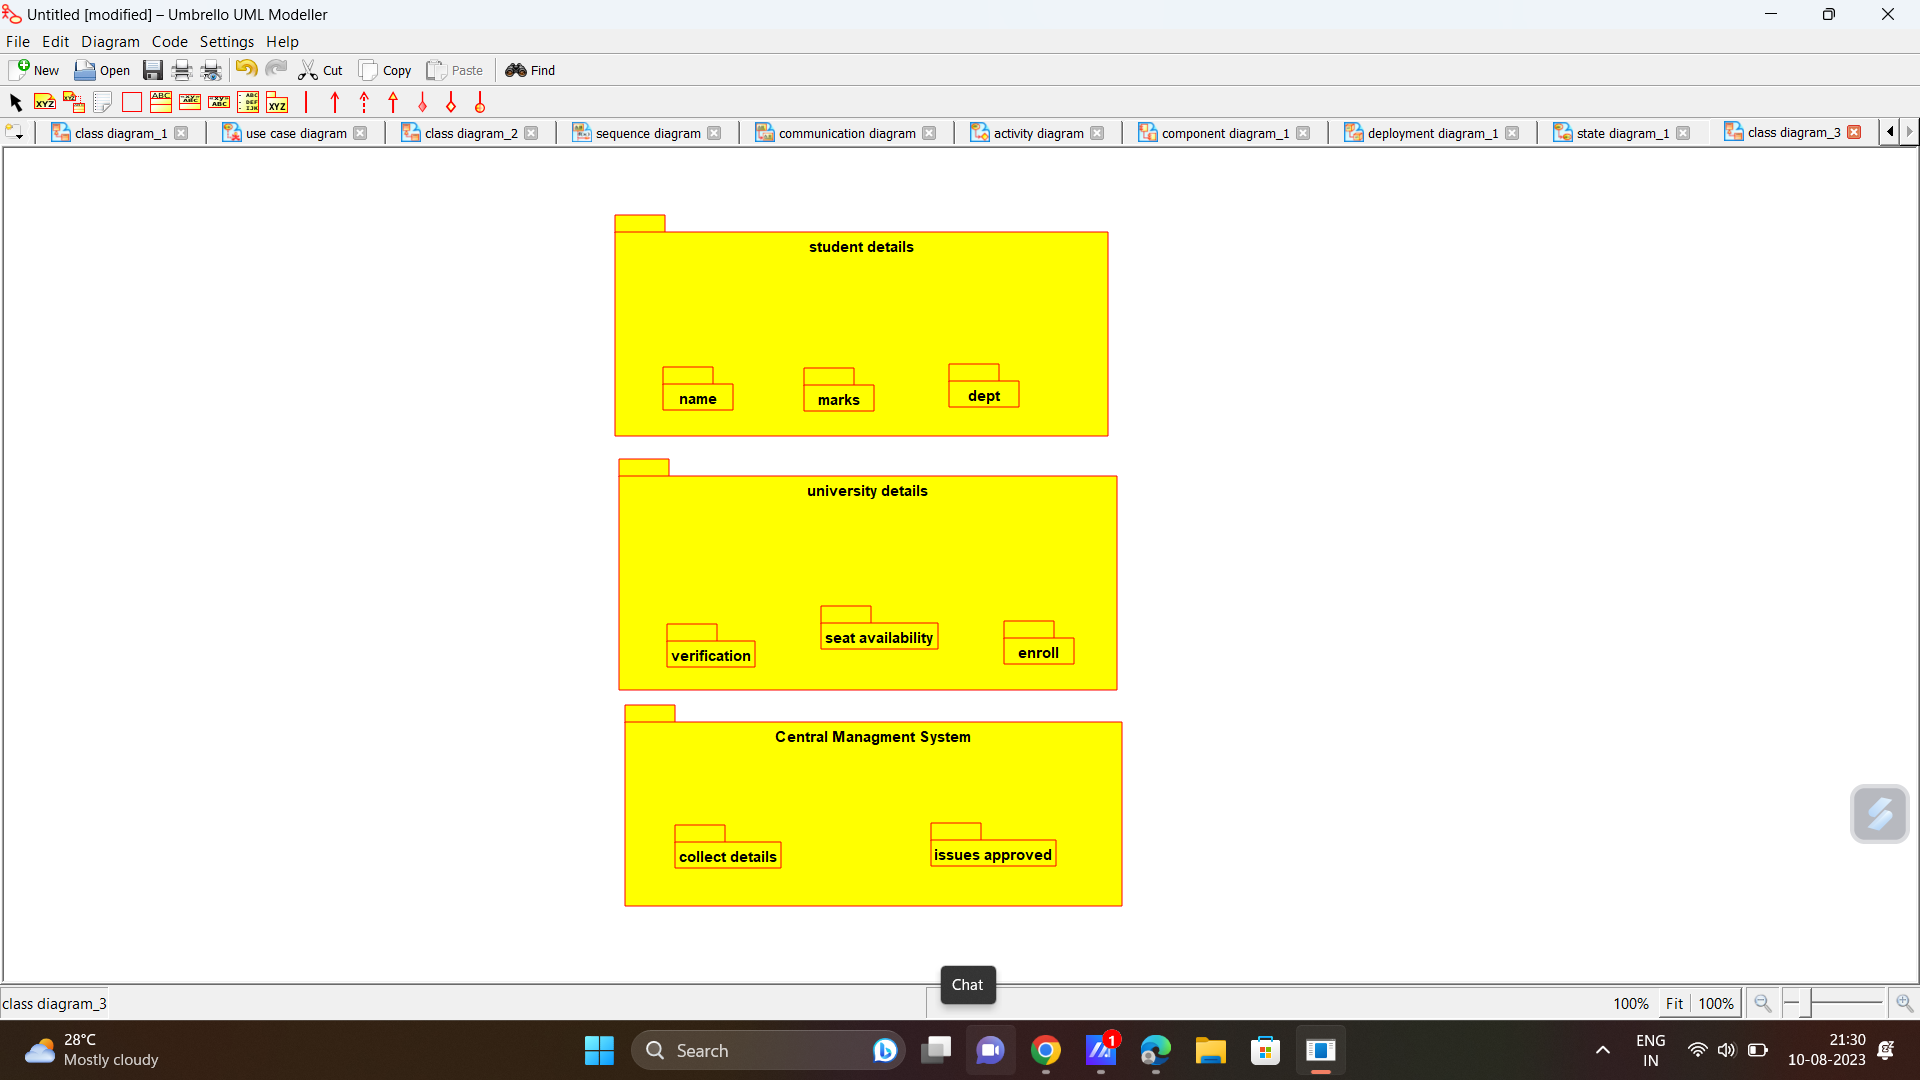 Untitled [modified] – Umbrello UML Modeller
File Edit Diagram Code Settings Help
New Open Cut Copy Paste Find
class diagram_1 use case diagram class diagram_2 sequence diagram communication diagram activity diagram component diagram_1 deployment diagram_1 state diagram_1 class diagram_3
student details
name marks dept
university details
verification seat availability enroll
Central Managment System
collect details issues approved
Chat
class diagram_3 100% Fit 100%
28°C
Mostly cloudy
Search
1
ENG
IN
21:30
10-08-2023